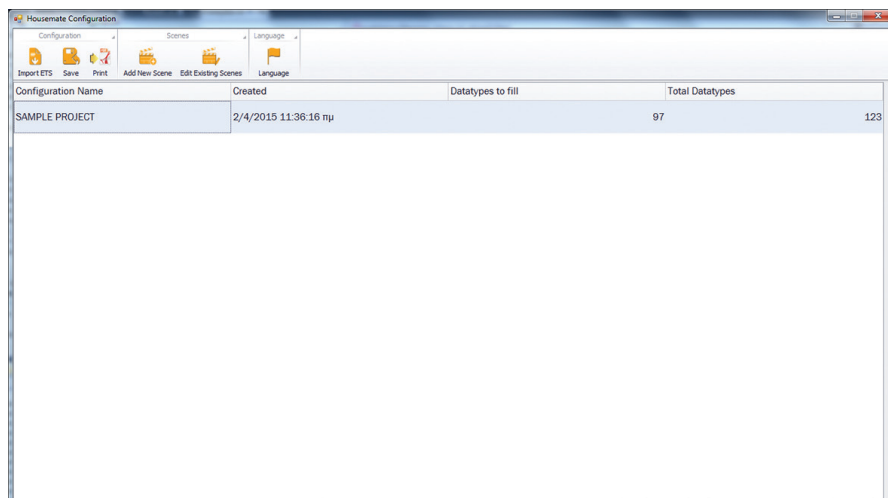 Housemate Configuration
Configuration Scenes Language
Import ETS Save Print Add New Scene Edit Existing Scenes Language
Configuration Name Created Datatypes to fill Total Datatypes
SAMPLE PROJECT 2/4/2015 11:36:16 πμ 97 123